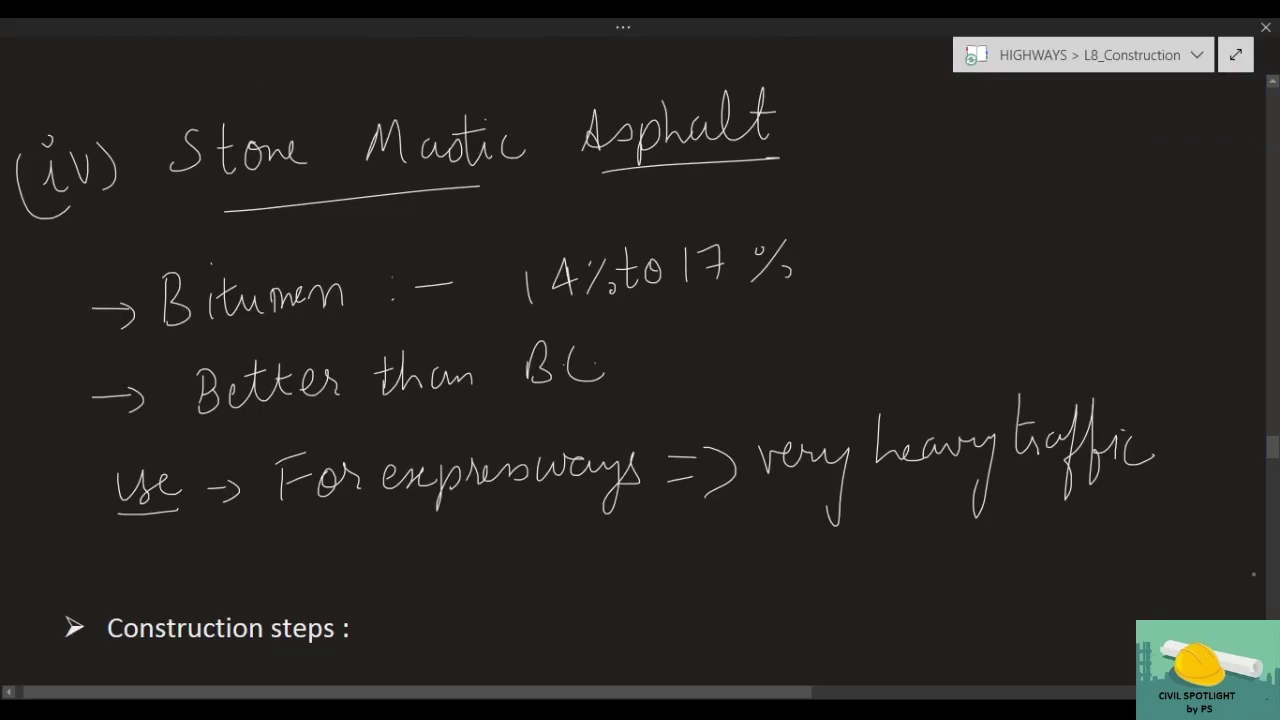 HIGHWAYS > L8_Construction
(iv) Stone Mastic Asphalt
→ Bitumen :- 14% to 17%
→ Better than BC
use → For expressways => very heavy traffic
➤ Construction steps :
CIVIL SPOTLIGHT
by PS